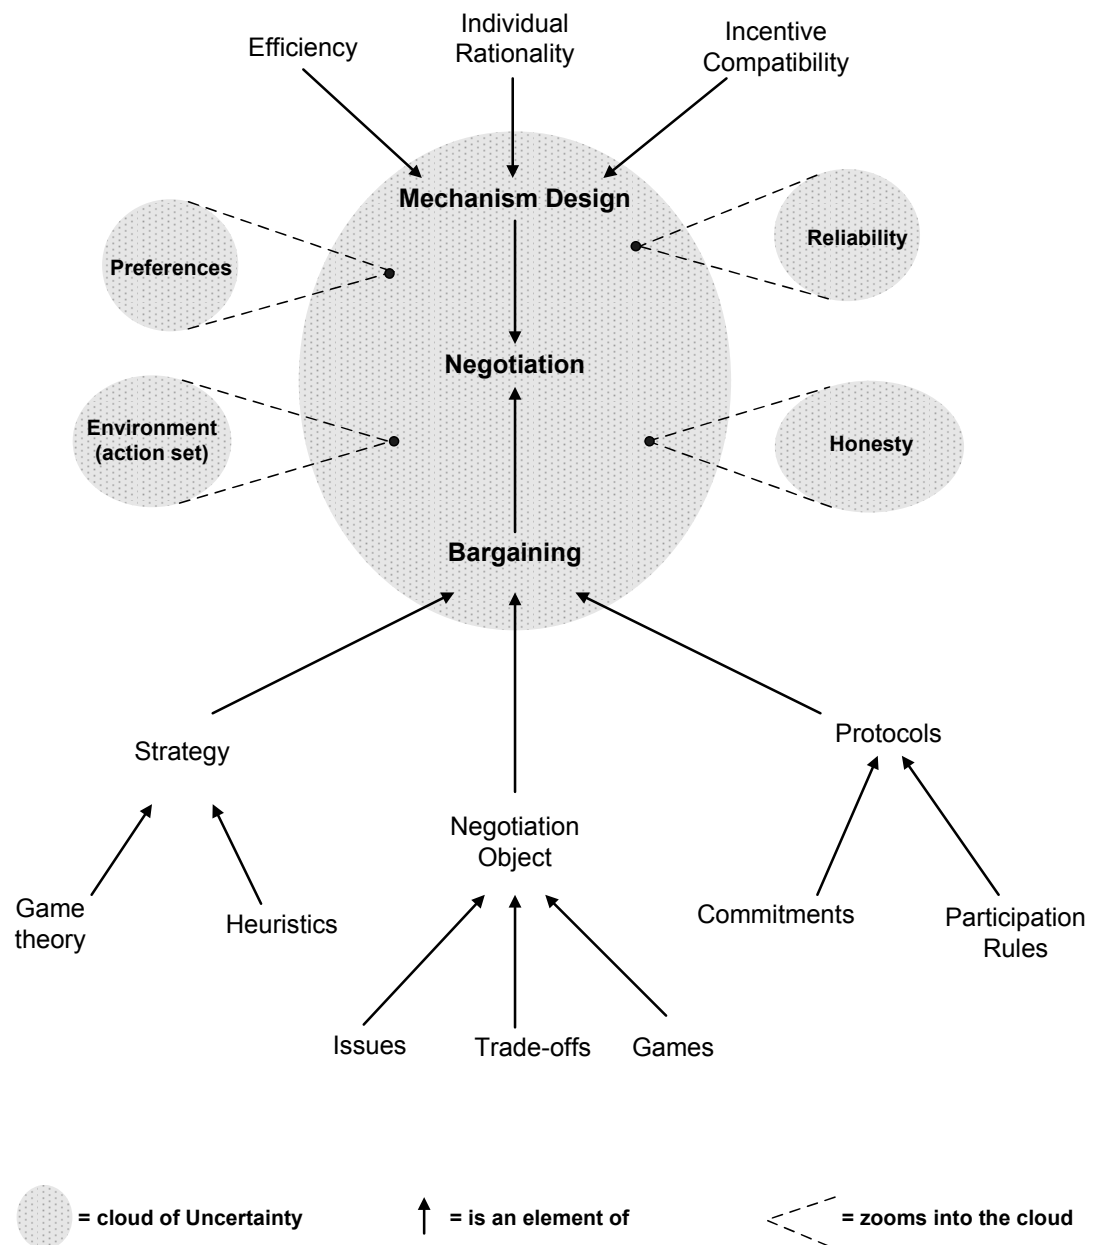 Efficiency
Individual
Rationality
Incentive
Compatibility
Mechanism Design
Preferences
Reliability
Negotiation
Environment
(action set)
Honesty
Bargaining
Strategy
Protocols
Negotiation
Object
Game
theory
Heuristics
Commitments
Participation
Rules
Issues
Trade-offs
Games
= cloud of Uncertainty
= is an element of
= zooms into the cloud